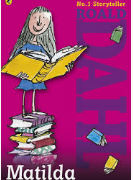 No.1 Storyteller
ROALD
DAHL
Matilda